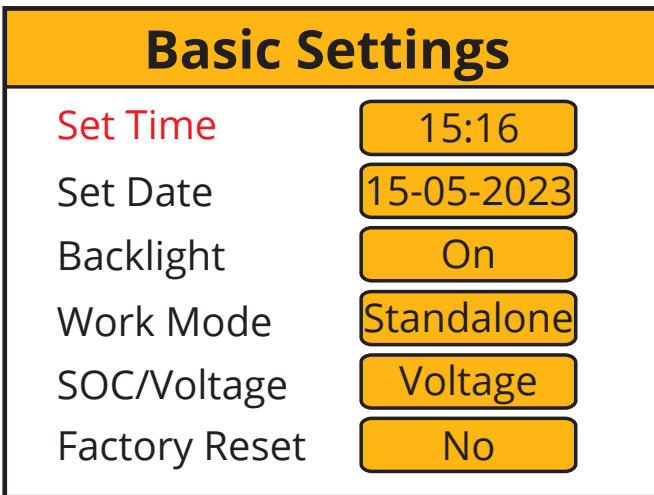 Basic Settings
Set Time 15:16
Set Date 15-05-2023
Backlight On
Work Mode Standalone
SOC/Voltage Voltage
Factory Reset No